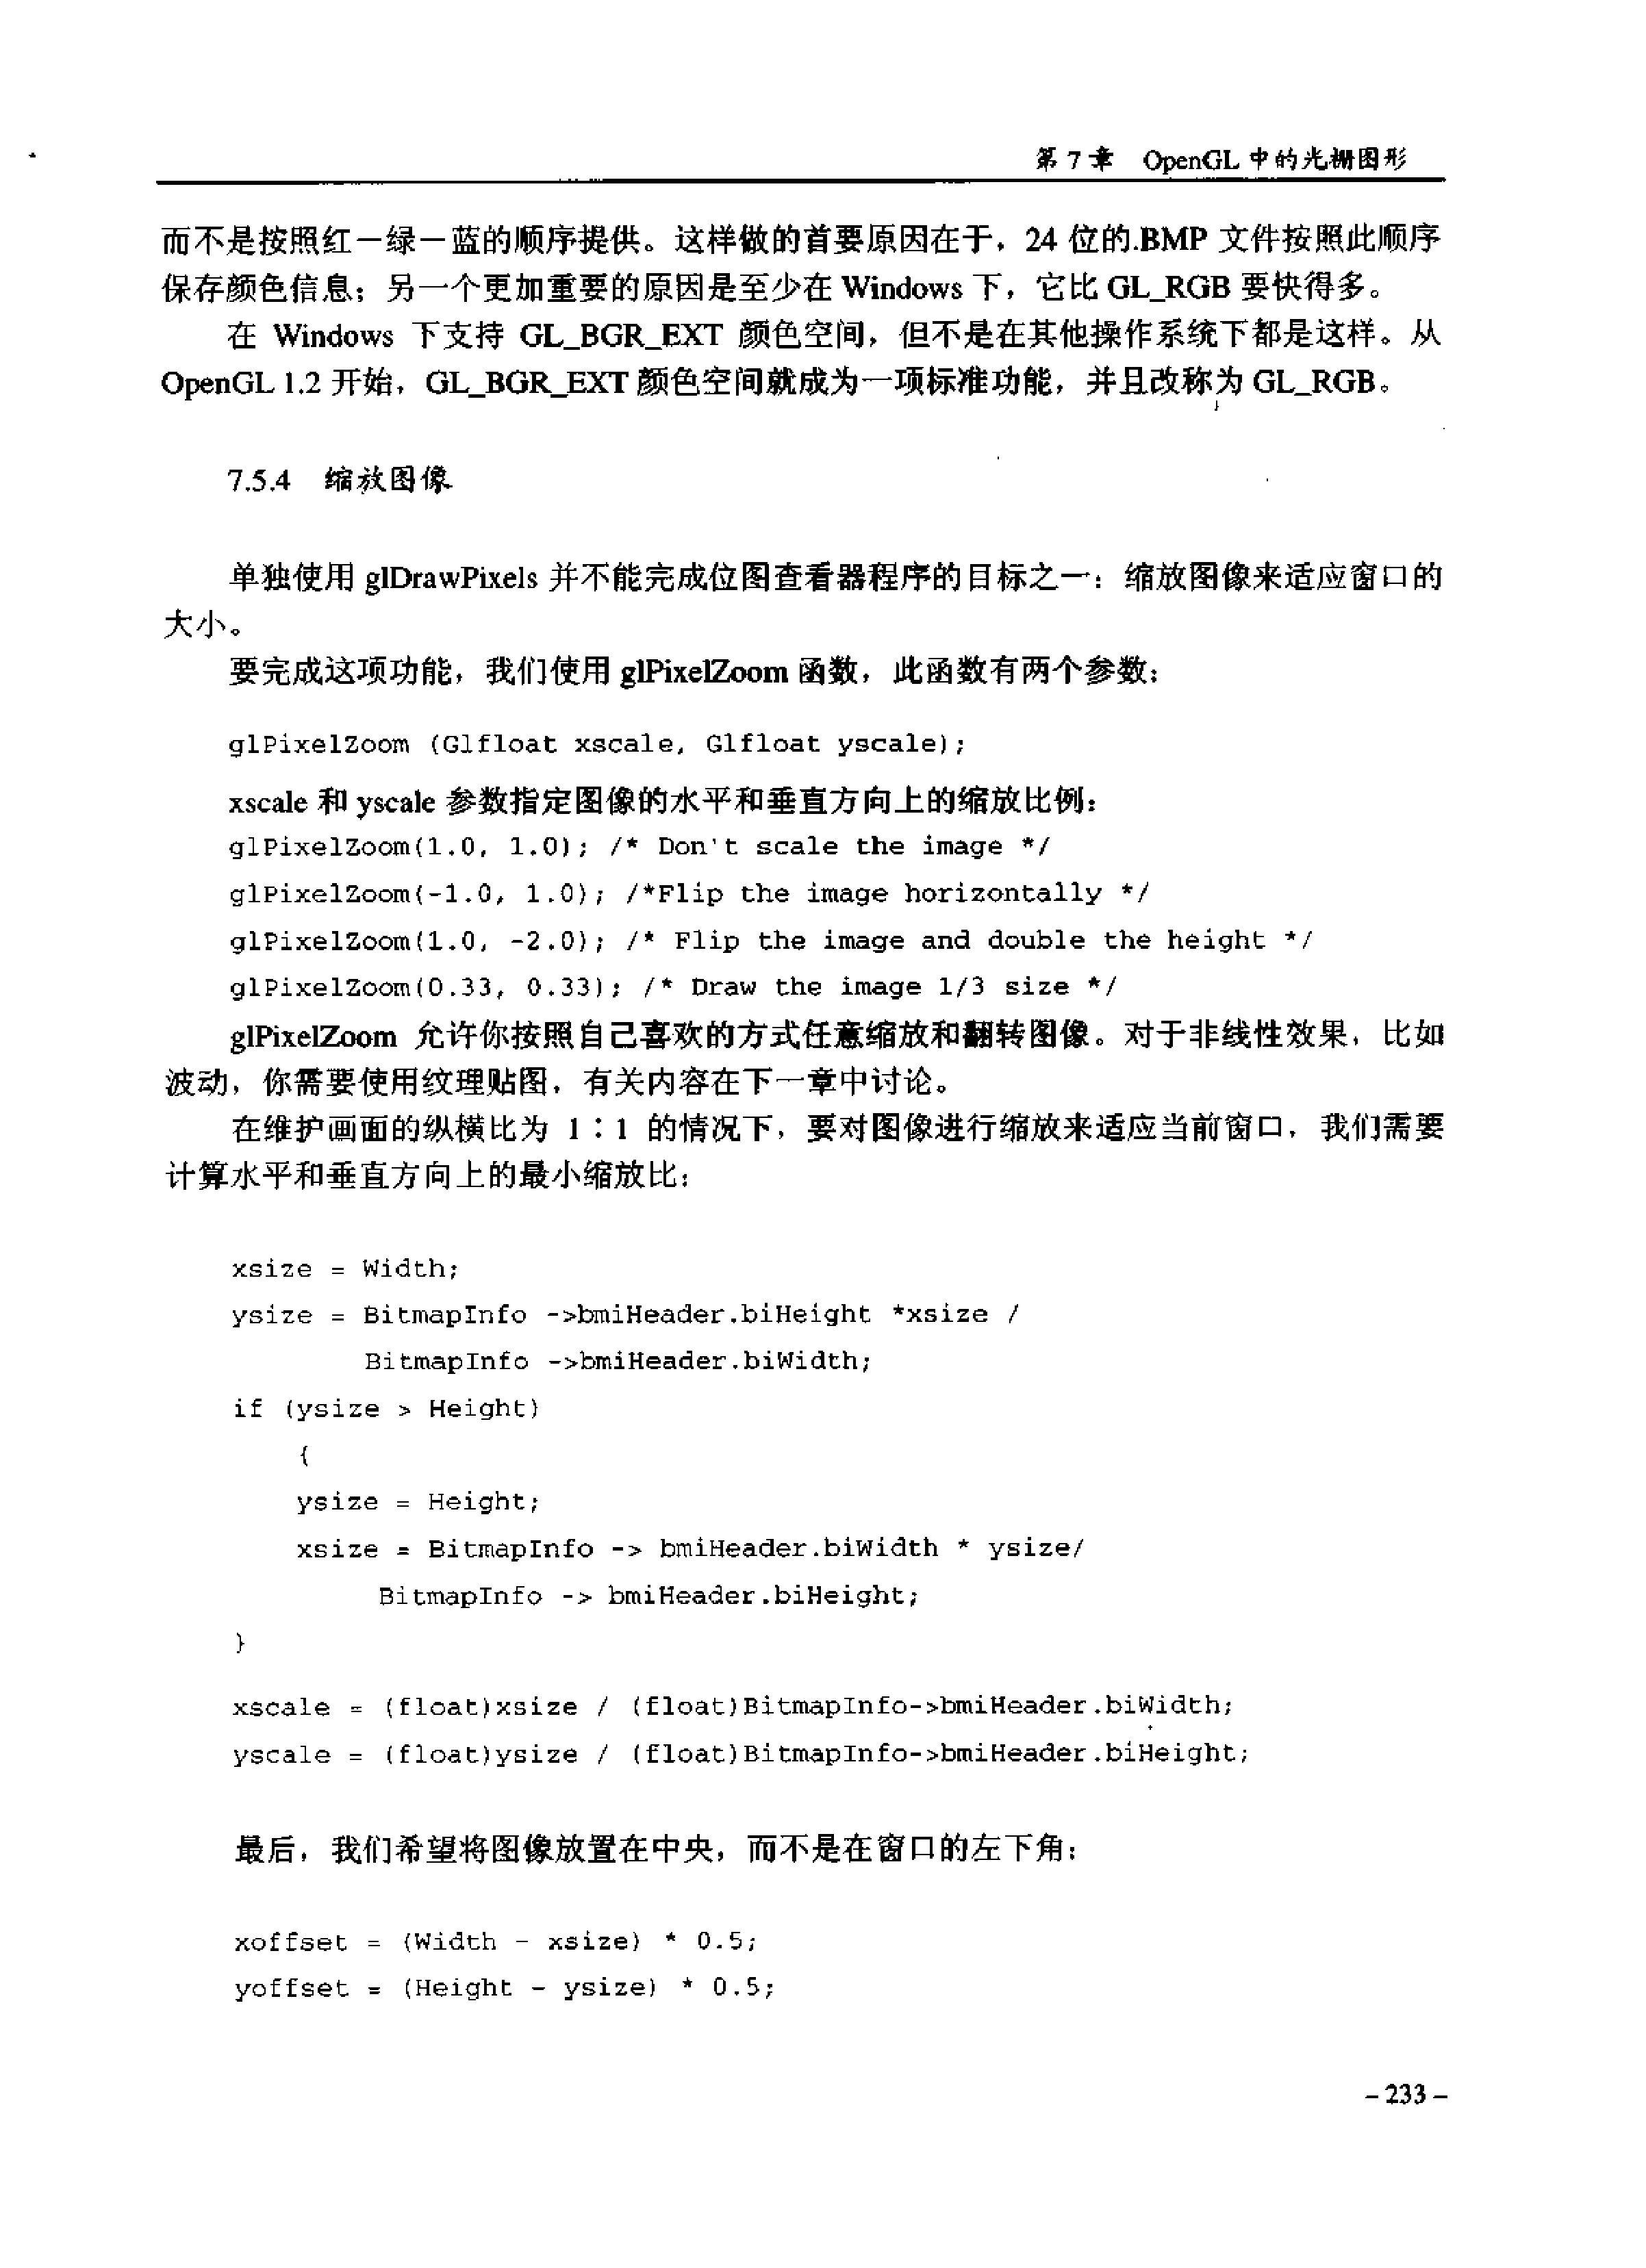 第 7 章 OpenGL 中的光栅图形
而不是按照红－绿－蓝的顺序提供。这样做的首要原因在于，24 位的.BMP 文件按照此顺序
保存颜色信息；另一个更加重要的原因是至少在 Windows 下，它比 GL_RGB 要快得多。
在 Windows 下支持 GL_BGR_EXT 颜色空间，但不是在其他操作系统下都是这样。从
OpenGL 1.2 开始，GL_BGR_EXT 颜色空间就成为一项标准功能，并且改称为 GL_RGB。
7.5.4 缩放图像
单独使用 glDrawPixels 并不能完成位图查看器程序的目标之一：缩放图像来适应窗口的
大小。
要完成这项功能，我们使用 glPixelZoom 函数，此函数有两个参数：
glPixelZoom (Glfloat xscale, Glfloat yscale);
xscale 和 yscale 参数指定图像的水平和垂直方向上的缩放比例：
glPixelZoom(1.0, 1.0); /* Don't scale the image */
glPixelZoom(-1.0, 1.0); /*Flip the image horizontally */
glPixelZoom(1.0, -2.0); /* Flip the image and double the height */
glPixelZoom(0.33, 0.33); /* Draw the image 1/3 size */
glPixelZoom 允许你按照自己喜欢的方式任意缩放和翻转图像。对于非线性效果，比如
波动，你需要使用纹理贴图，有关内容在下一章中讨论。
在维护画面的纵横比为 1：1 的情况下，要对图像进行缩放来适应当前窗口，我们需要
计算水平和垂直方向上的最小缩放比：
xsize = Width;
ysize = BitmapInfo ->bmiHeader.biHeight *xsize /
BitmapInfo ->bmiHeader.biWidth;
if (ysize > Height)
{
ysize = Height;
xsize = BitmapInfo -> bmiHeader.biWidth * ysize/
BitmapInfo -> bmiHeader.biHeight;
}
xscale = (float)xsize / (float)BitmapInfo->bmiHeader.biWidth;
yscale = (float)ysize / (float)BitmapInfo->bmiHeader.biHeight;
最后，我们希望将图像放置在中央，而不是在窗口的左下角：
xoffset = (Width - xsize) * 0.5;
yoffset = (Height - ysize) * 0.5;
－233－